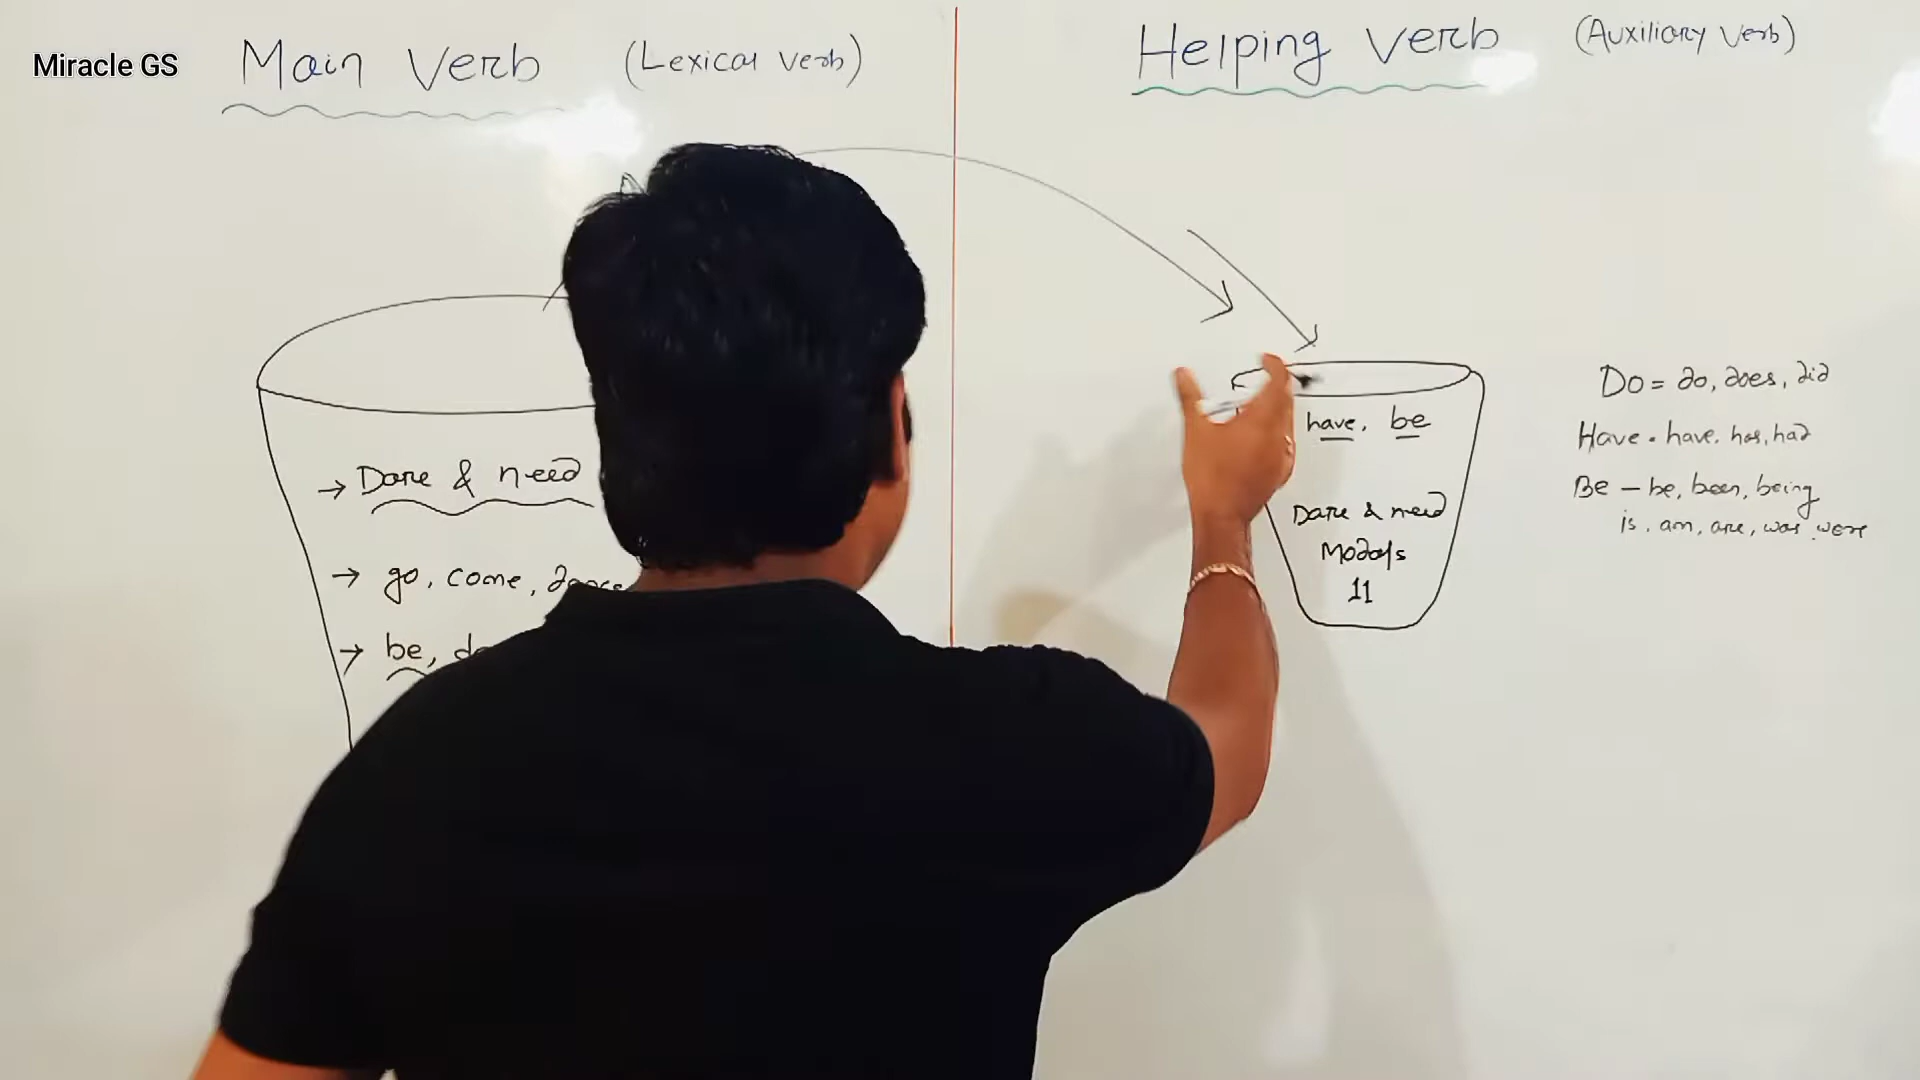 Miracle GS
Main Verb (Lexical Verb)
→ Dare & need
→ go, come, dance
→ be,
Helping Verb (Auxiliary Verb)
have, be
Dare & need
Modals
11
Do = do, does, did
Have = have, has, had
Be – be, been, being
is, am, are, was, were